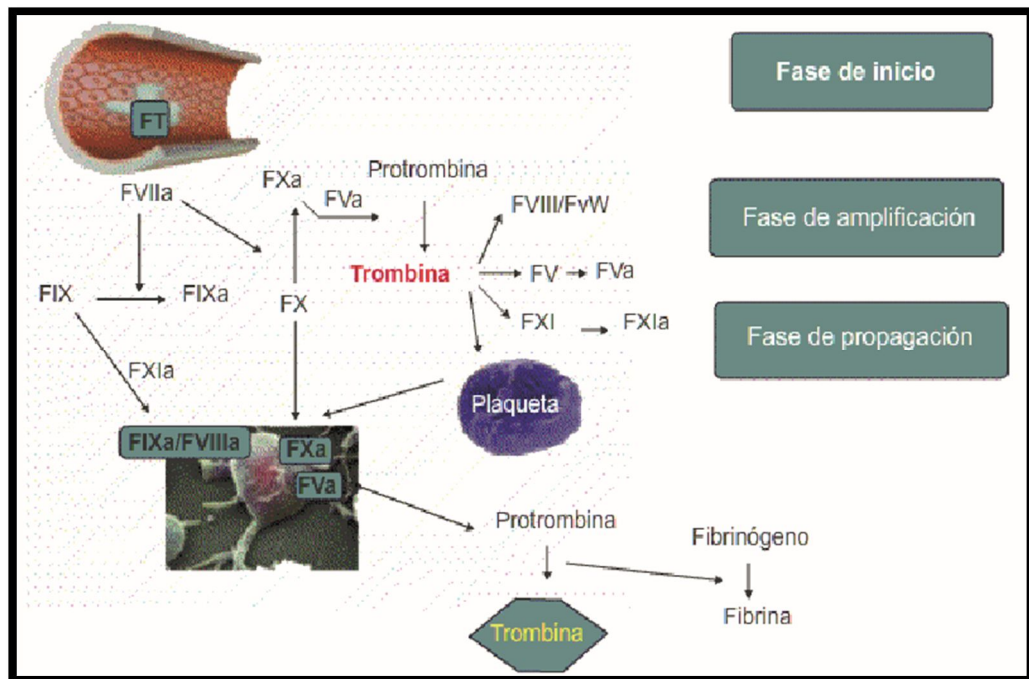 Fase de inicio
FT
Protrombina
FVIIa
FXa
FVa
FVIII/FvW
Fase de amplificación
Trombina
FV
FVa
FIX
FIXa
FX
FXI
FXIa
Fase de propagación
FXIa
Plaqueta
FIXa/FVIIIa
FXa
FVa
Protrombina
Fibrinógeno
Fibrina
Trombina